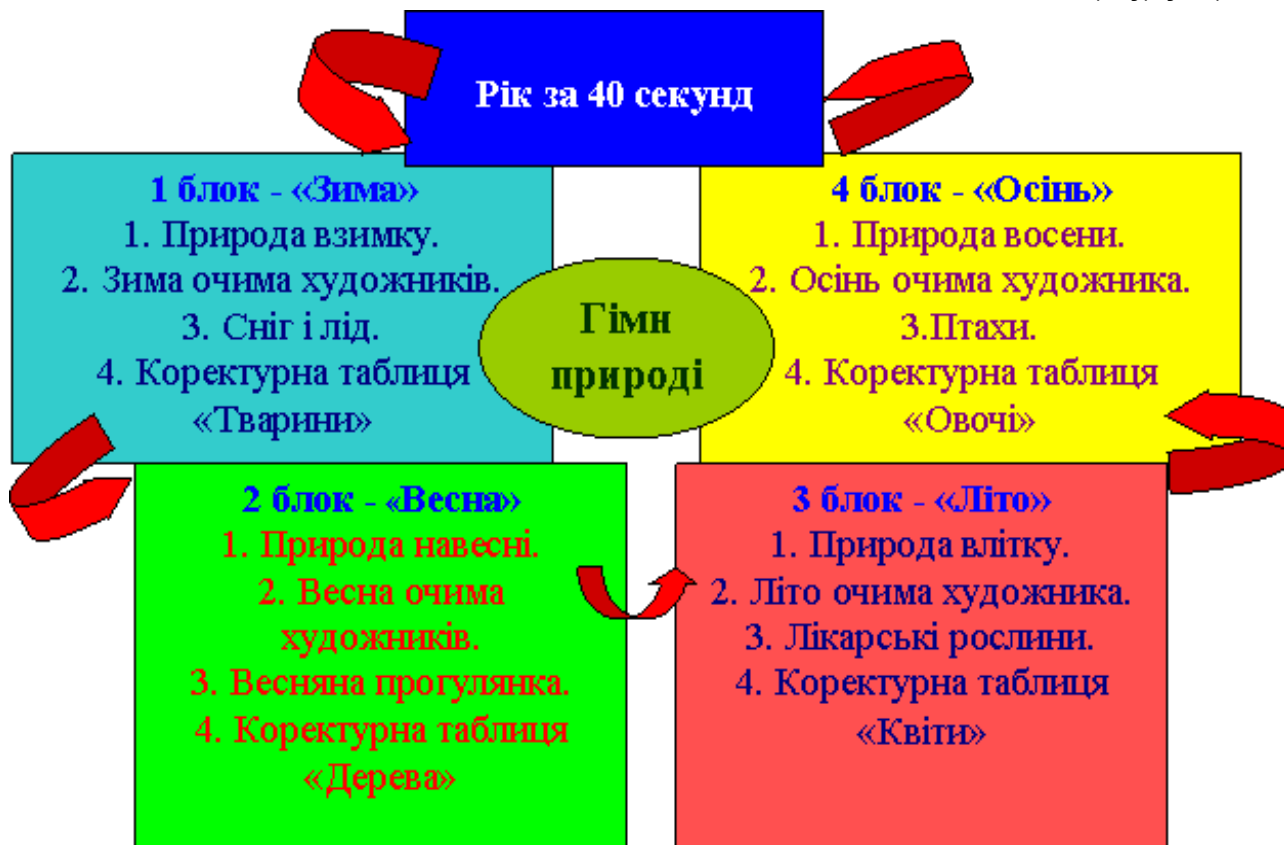 Рік за 40 секунд
1 блок - «Зима»
1. Природа взимку.
2. Зима очима художників.
3. Сніг і лід.
4. Коректурна таблиця
«Тварини»
Гімн
природі
4 блок - «Осінь»
1. Природа восени.
2. Осінь очима художника.
3.Птахи.
4. Коректурна таблиця
«Овочі»
2 блок - «Весна»
1. Природа навесні.
2. Весна очима
художників.
3. Весняна прогулянка.
4. Коректурна таблиця
«Дерева»
3 блок - «Літо»
1. Природа влітку.
2. Літо очима художника.
3. Лікарські рослини.
4. Коректурна таблиця
«Квіти»